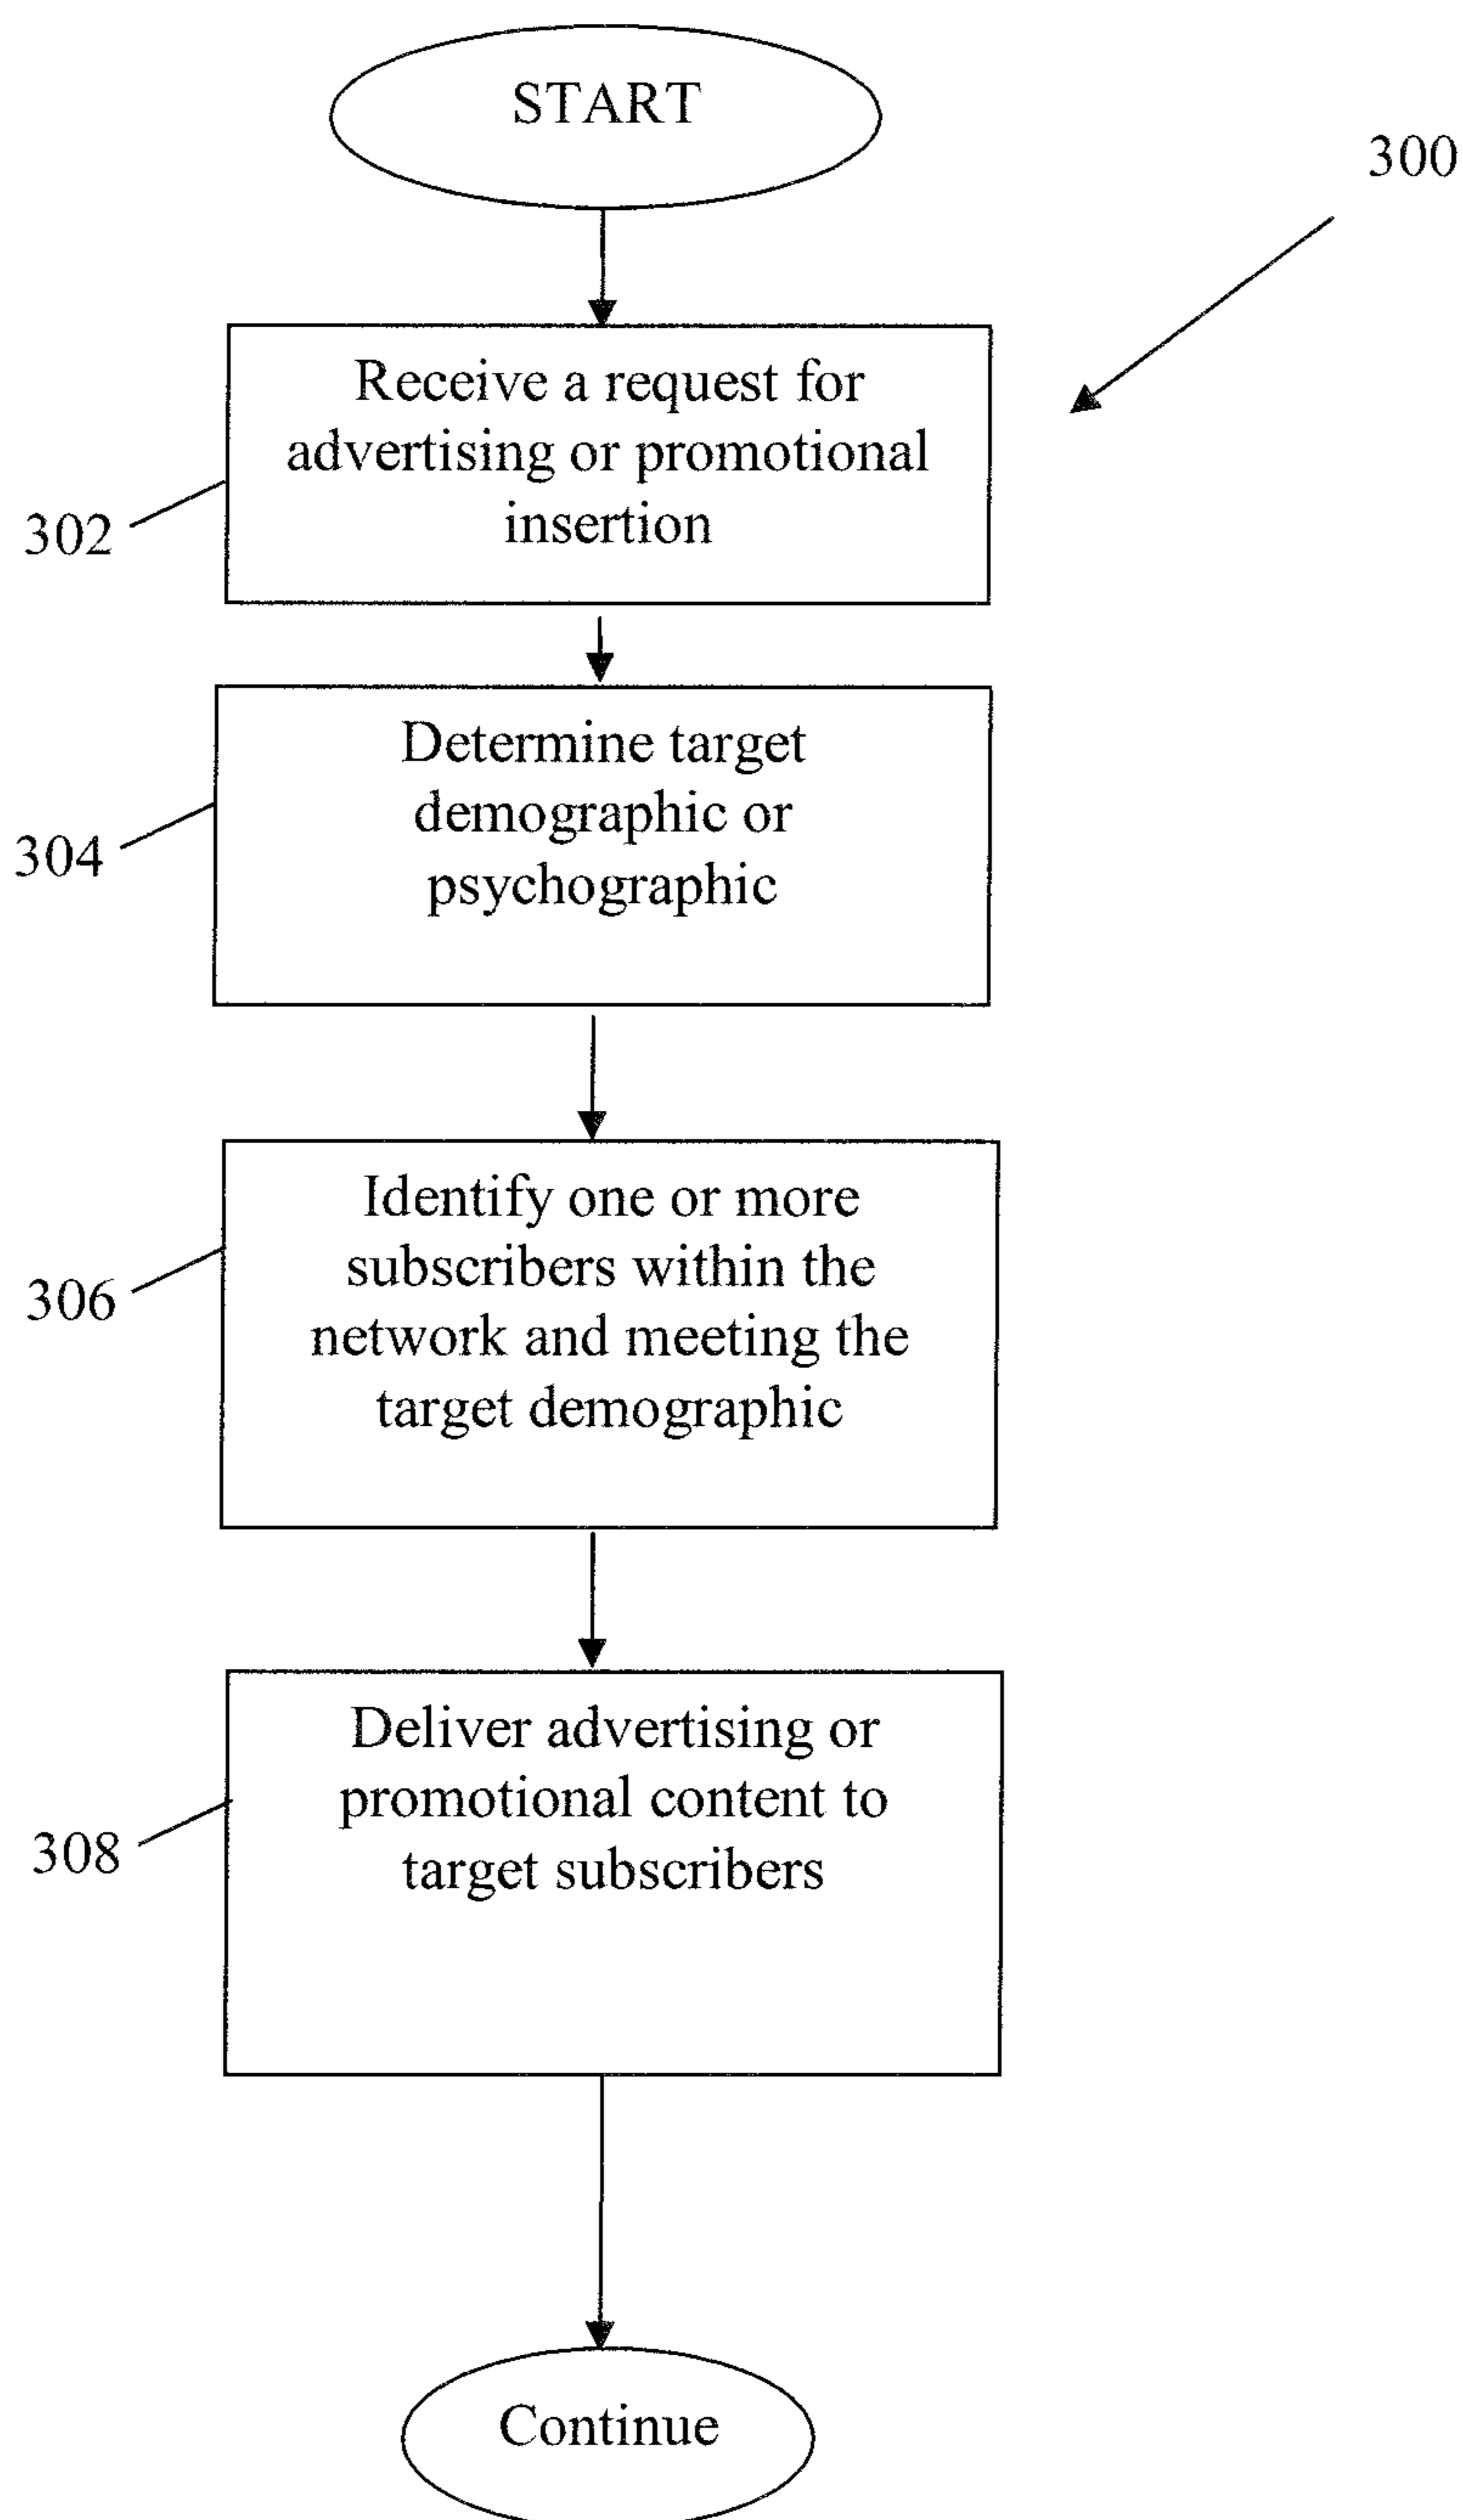 START
300
Receive a request for
advertising or promotional
insertion
302
Determine target
demographic or
psychographic
304
Identify one or more
subscribers within the
network and meeting the
target demographic
306
Deliver advertising or
promotional content to
target subscribers
308
Continue